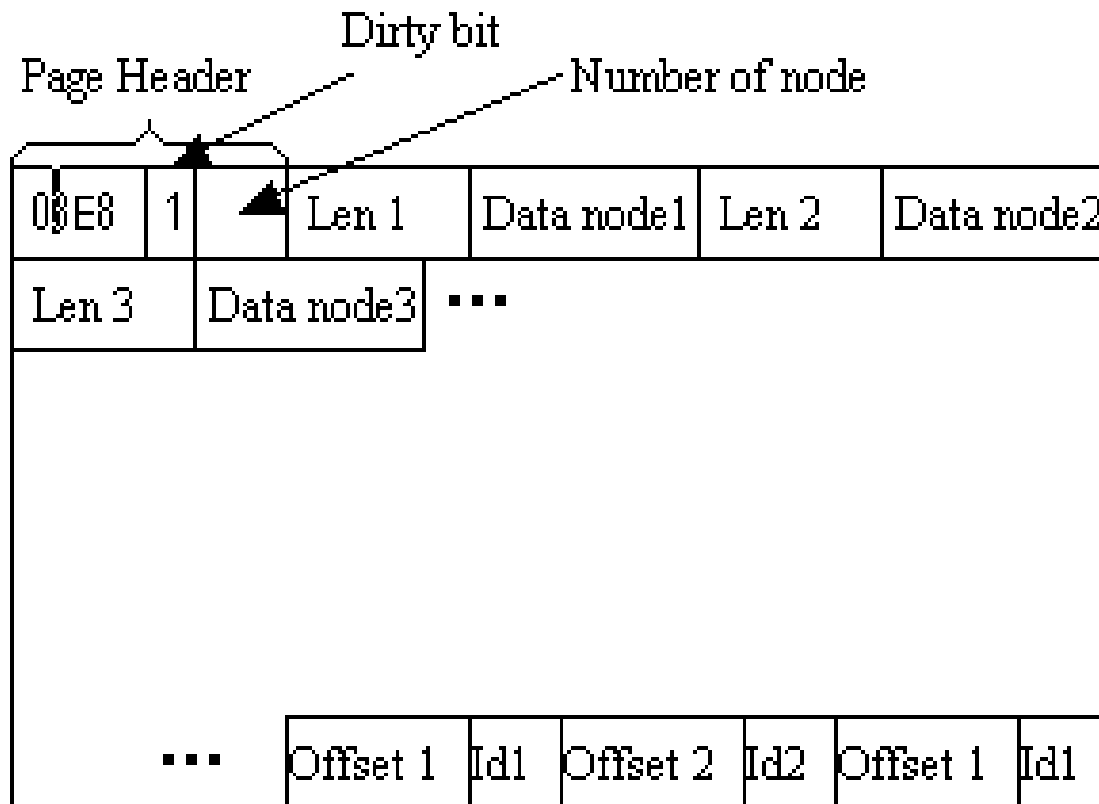 Dirty bit
Page Header
Number of node
03E8 1 Len 1 Data node1 Len 2 Data node2
Len 3 Data node3 ...
... Offset 1 Id1 Offset 2 Id2 Offset 1 Id1